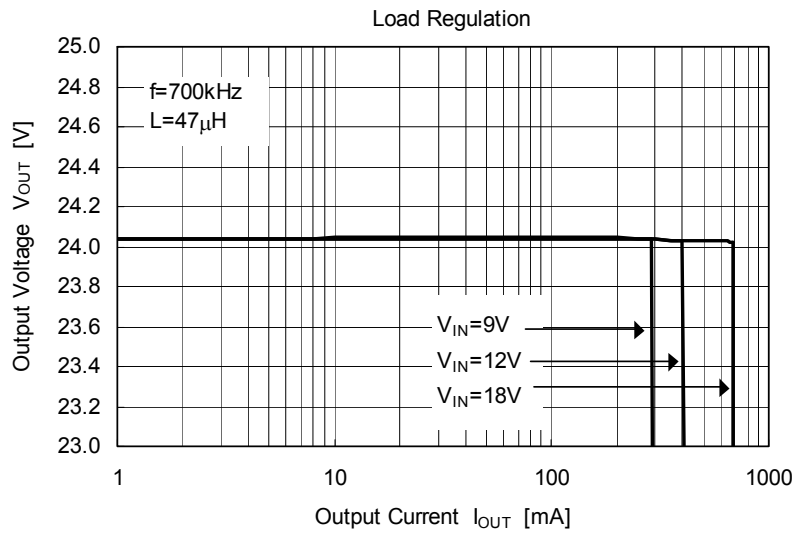 Load Regulation
25.0
24.8
24.6
24.4
24.2
24.0
23.8
23.6
23.4
23.2
23.0
Output Voltage VOUT [V]
f=700kHz
L=47μH
VIN=9V
VIN=12V
VIN=18V
1 10 100 1000
Output Current IOUT [mA]